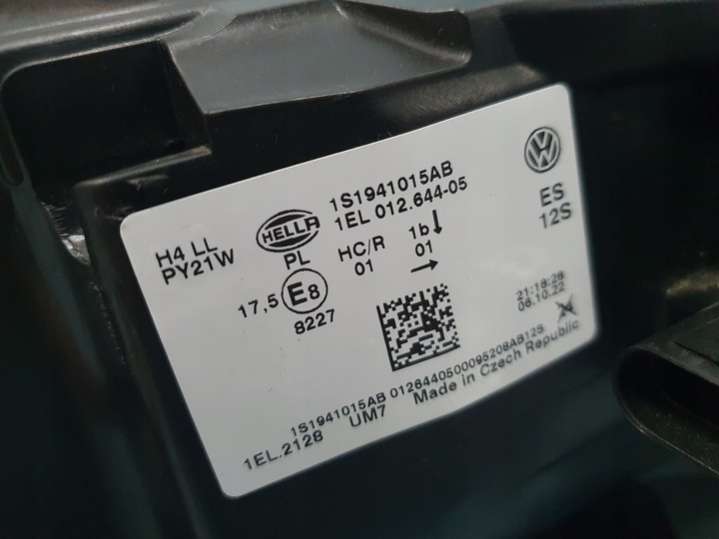 1S1941015AB
1EL 012.644-05
HELLA
H4 LL
PY21W
PL
HC/R
01
1b↓
01
→
ES
12S
17,5 E8
8227
21:18:28
06.10.22
1S1941015AB 0126440500095208AB12S
1EL.2128
UM7
Made in Czech Republic